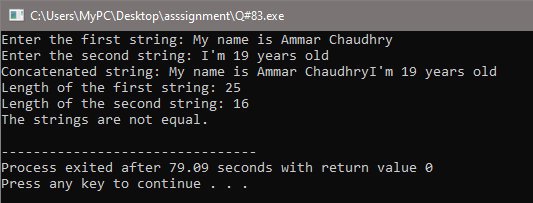 C:\Users\MyPC\Desktop\asssignment\Q#83.exe
Enter the first string: My name is Ammar Chaudhry
Enter the second string: I'm 19 years old
Concatenated string: My name is Ammar ChaudhryI'm 19 years old
Length of the first string: 25
Length of the second string: 16
The strings are not equal.
--------------------------------
Process exited after 79.09 seconds with return value 0
Press any key to continue . . .